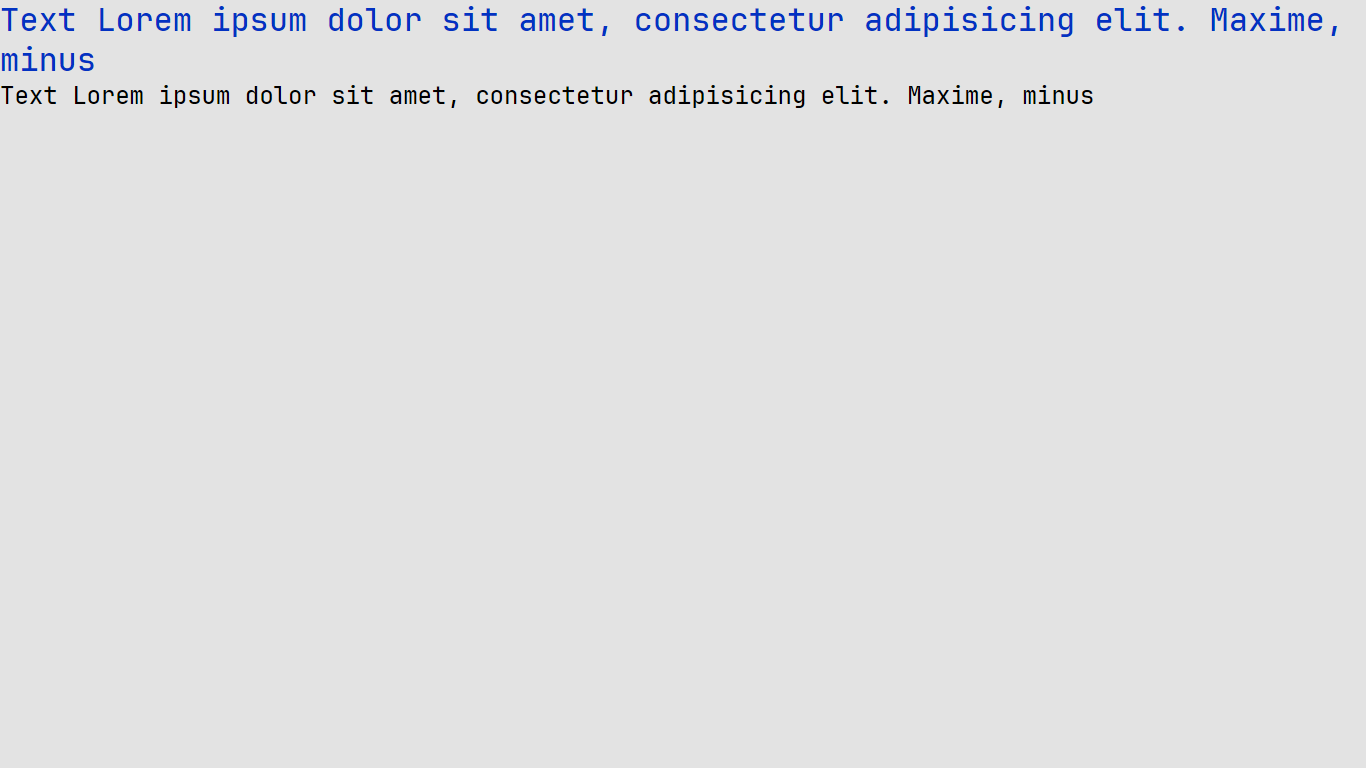 Text Lorem ipsum dolor sit amet, consectetur adipisicing elit. Maxime,
minus
Text Lorem ipsum dolor sit amet, consectetur adipisicing elit. Maxime, minus